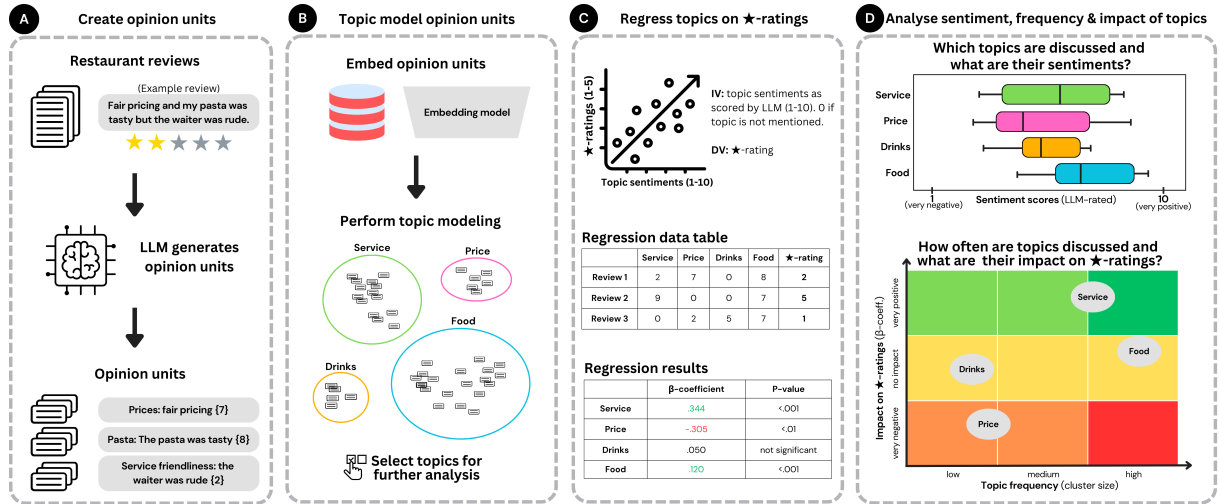 A
Create opinion units
Restaurant reviews
(Example review)
Fair pricing and my pasta was
tasty but the waiter was rude.
LLM generates
opinion units
Opinion units
Prices: fair pricing {7}
Pasta: The pasta was tasty {8}
Service friendliness: the
waiter was rude {2}
B
Topic model opinion units
Embed opinion units
Embedding model
Perform topic modeling
Service
Price
Food
Drinks
Select topics for
further analysis
C
Regress topics on ★-ratings
★-ratings (1-5)
Topic sentiments (1-10)
IV: topic sentiments as
scored by LLM (1-10). 0 if
topic is not mentioned.
DV: ★-rating
Regression data table
Service Price Drinks Food ★-rating
Review 1 2 7 0 8 2
Review 2 9 0 0 7 5
Review 3 0 2 5 7 1
Regression results
β-coefficient P-value
Service .344 <.001
Price -.305 <.01
Drinks .050 not significant
Food .120 <.001
D
Analyse sentiment, frequency & impact of topics
Which topics are discussed and
what are their sentiments?
Service
Price
Drinks
Food
1 10
(very negative) Sentiment scores (LLM-rated) (very positive)
How often are topics discussed and
what are their impact on ★-ratings?
Impact on ★-ratings (β-coeff.)
very positive
no impact
very negative
Service
Food
Drinks
Price
low medium high
Topic frequency (cluster size)